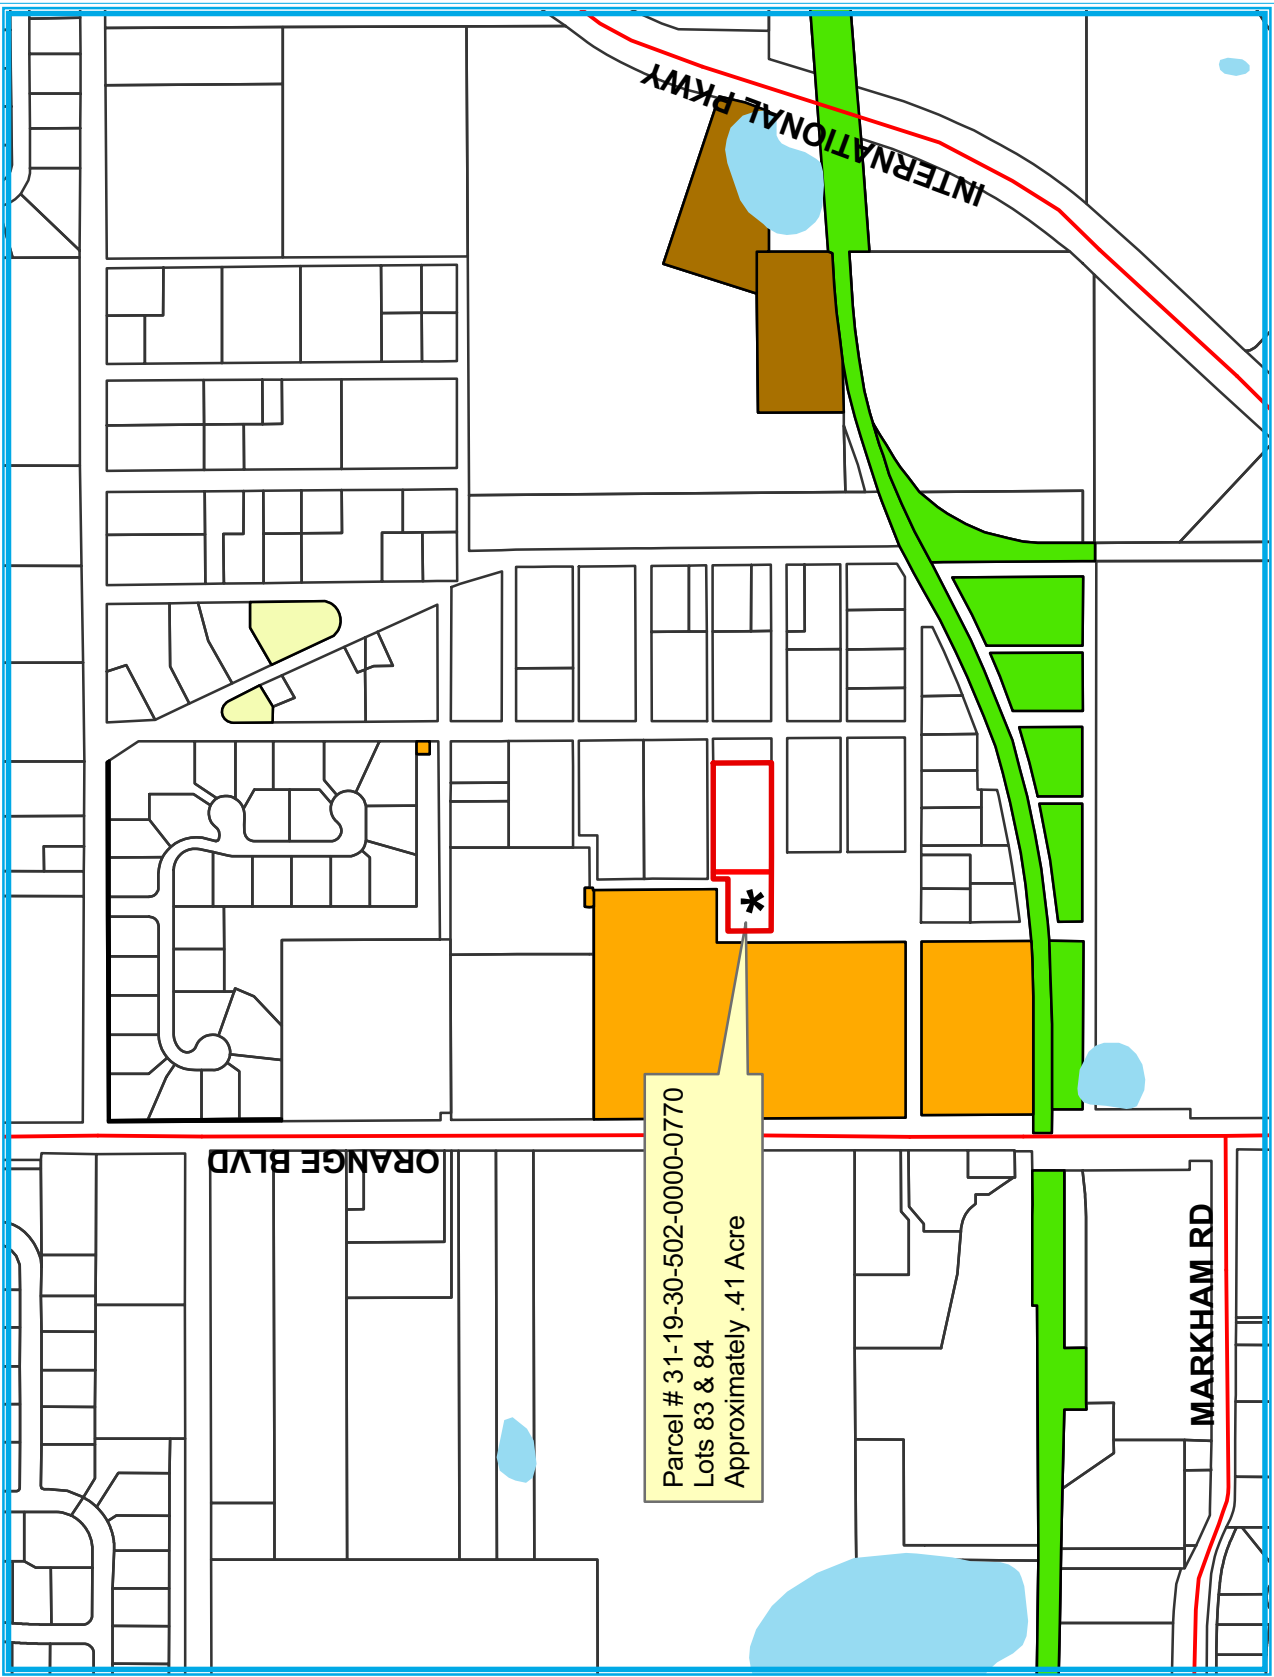 INTERNATIONAL PKWY
ORANGE BLVD
Parcel # 31-19-30-502-0000-0770
Lots 83 & 84
Approximately .41 Acre
MARKHAM RD
*